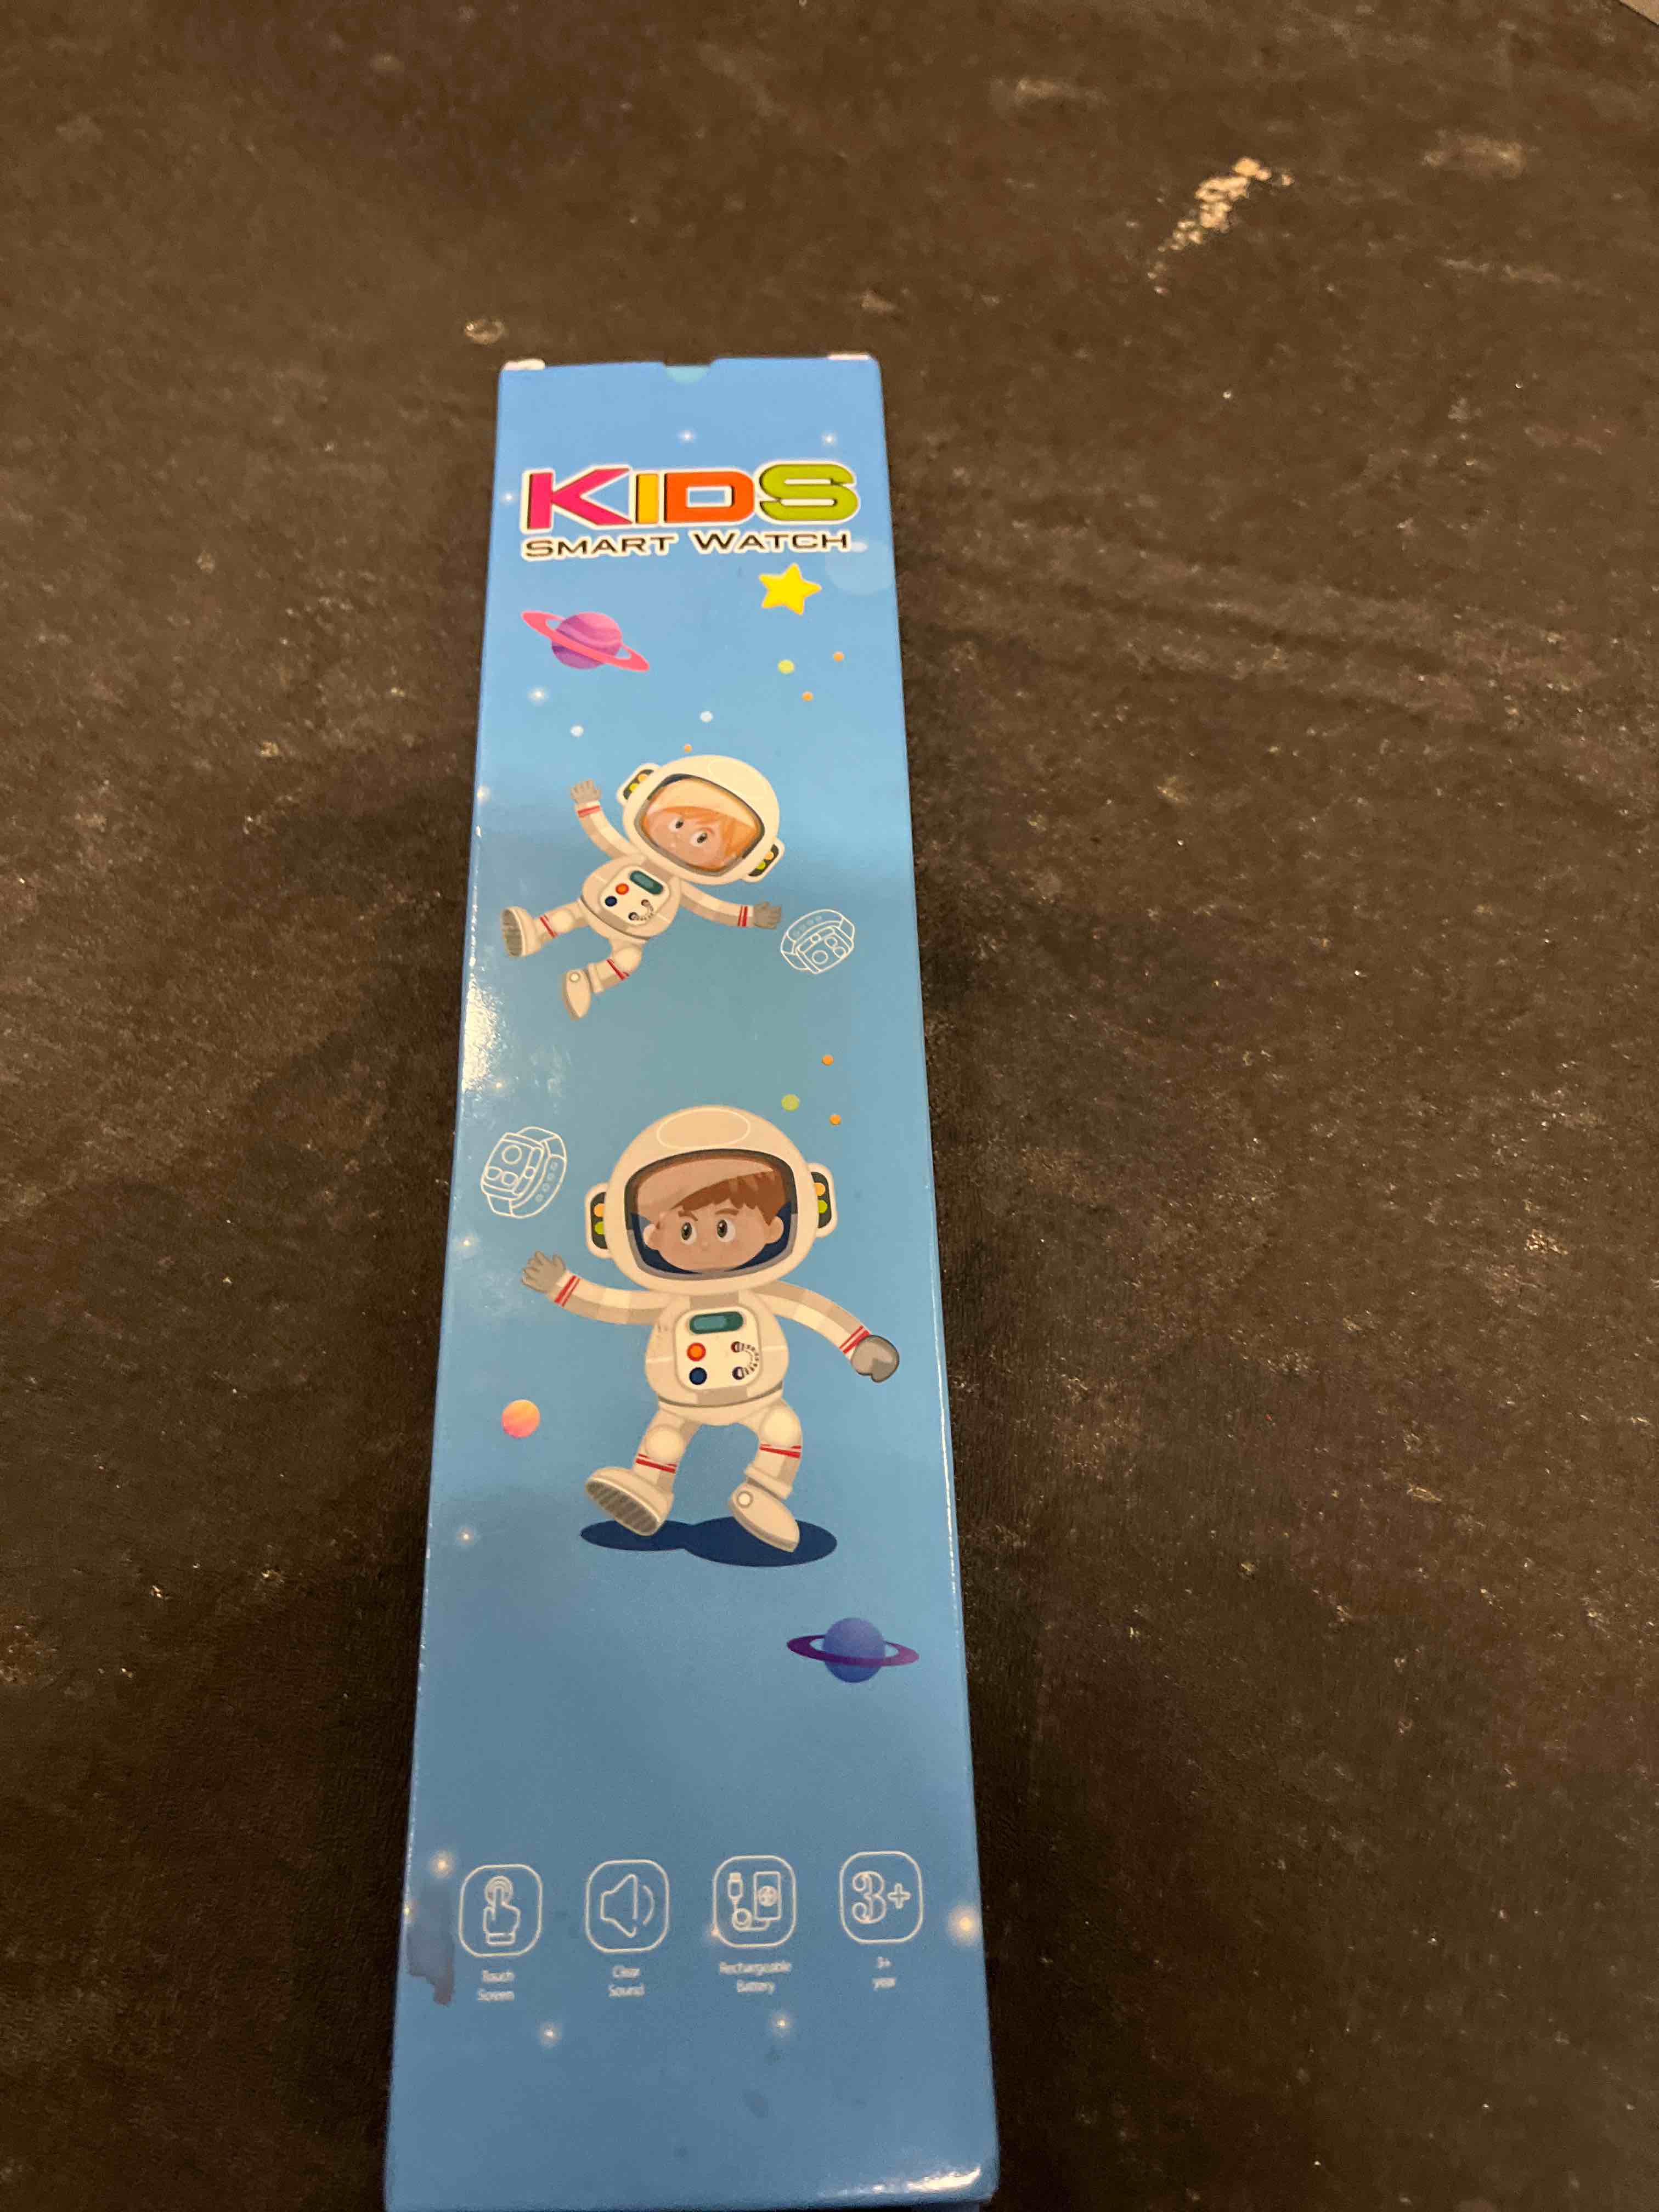 KIDS
SMART WATCH
3+
Touch
Screen
Clear
Sound
Rechargeable
Battery
3+
year